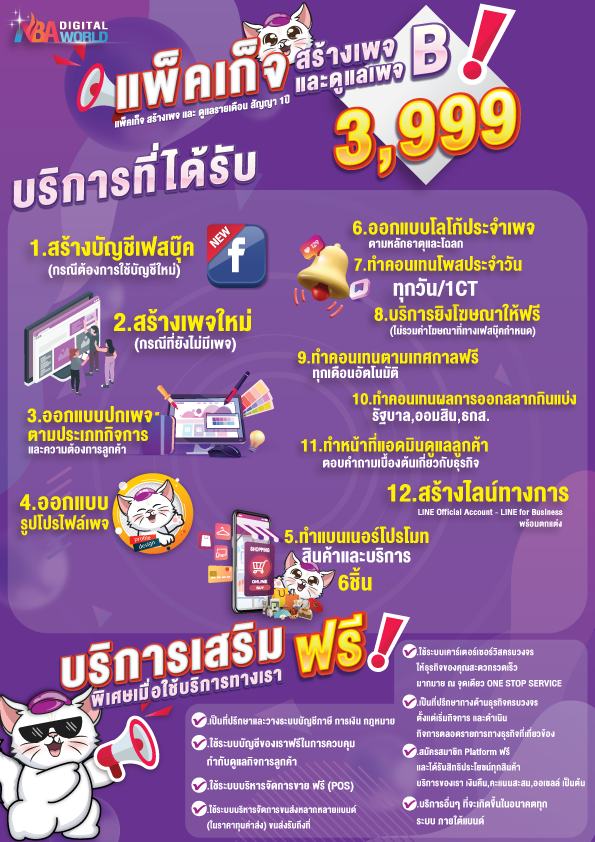 NBA DIGITAL WORLD
แพ็คเก็จ
สร้างเพจ
และดูแลเพจ
B
!
แพ็คเก็จ สร้างเพจ และ ดูแลรายเดือน สัญญา 1ปี
3,999
บริการที่ได้รับ
1.สร้างบัญชีเฟสบุ๊ค
(กรณีต้องการใช้บัญชีใหม่)
NEW
f
2.สร้างเพจใหม่
(กรณีที่ยังไม่มีเพจ)
3.ออกแบบปกเพจ
ตามประเภทกิจการ
และความต้องการลูกค้า
4.ออกแบบ
รูปโปรไฟล์เพจ
profile
design
5.ทำแบนเนอร์โปรโมท
สินค้าและบริการ
6ชิ้น
SHOPPING
ONLINE
BUY
6.ออกแบบโลโก้ประจำเพจ
ตามหลักธาตุและโฉลก
129
7.ทำคอนเทนโพสประจำวัน
ทุกวัน/1CT
8.บริการยิงโฆษณาให้ฟรี
(ไม่รวมค่าโฆษณาที่ทางเฟสบุ๊คกำหนด)
9.ทำคอนเทนตามเทศกาลฟรี
ทุกเดือนอัตโนมัติ
10.ทำคอนเทนผลการออกสลากกินแบ่ง
รัฐบาล,ออมสิน,ธกส.
11.ทำหน้าที่แอดมินดูแลลูกค้า
ตอบคำถามเบื้องต้นเกี่ยวกับธุรกิจ
12.สร้างไลน์ทางการ
LINE Official Account - LINE for Business
พร้อมตกแต่ง
บริการเสริม ฟรี!
พิเศษเมื่อใช้บริการทางเรา
.เป็นที่ปรึกษาและวางระบบบัญชีภาษี การเงิน กฎหมาย
.ใช้ระบบบัญชีของเราฟรีในการควบคุม
กำกับดูแลกิจการลูกค้า
.ใช้ระบบบริหารจัดการขาย ฟรี (POS)
.ใช้ระบบบริหารจัดการขนส่งหลากหลายแบนด์
(ในราคาทุนค่าส่ง) ขนส่งรับถึงที่
.ใช้ระบบเคาร์เตอร์เซอร์วิสครบวงจร
ให้ธุรกิจของคุณสะดวกรวดเร็ว
มากมาย ณ จุดเดียว ONE STOP SERVICE
.เป็นที่ปรึกษาทางด้านธุรกิจครบวงจร
ตั้งแต่เริ่มกิจการ และดำเนิน
กิจการตลอดรายการทางธุรกิจที่เกี่ยวข้อง
.สมัครสมาชิก Platform ฟรี
และได้รับสิทธิประโยชน์ทุกสินค้า
บริการของเรา เงินคืน,คะแนนสะสม,ออเซลล์ เป็นต้น
.บริการอื่นๆ ที่จะเกิดขึ้นในอนาคตทุก
ระบบ ภายใต้แบนด์